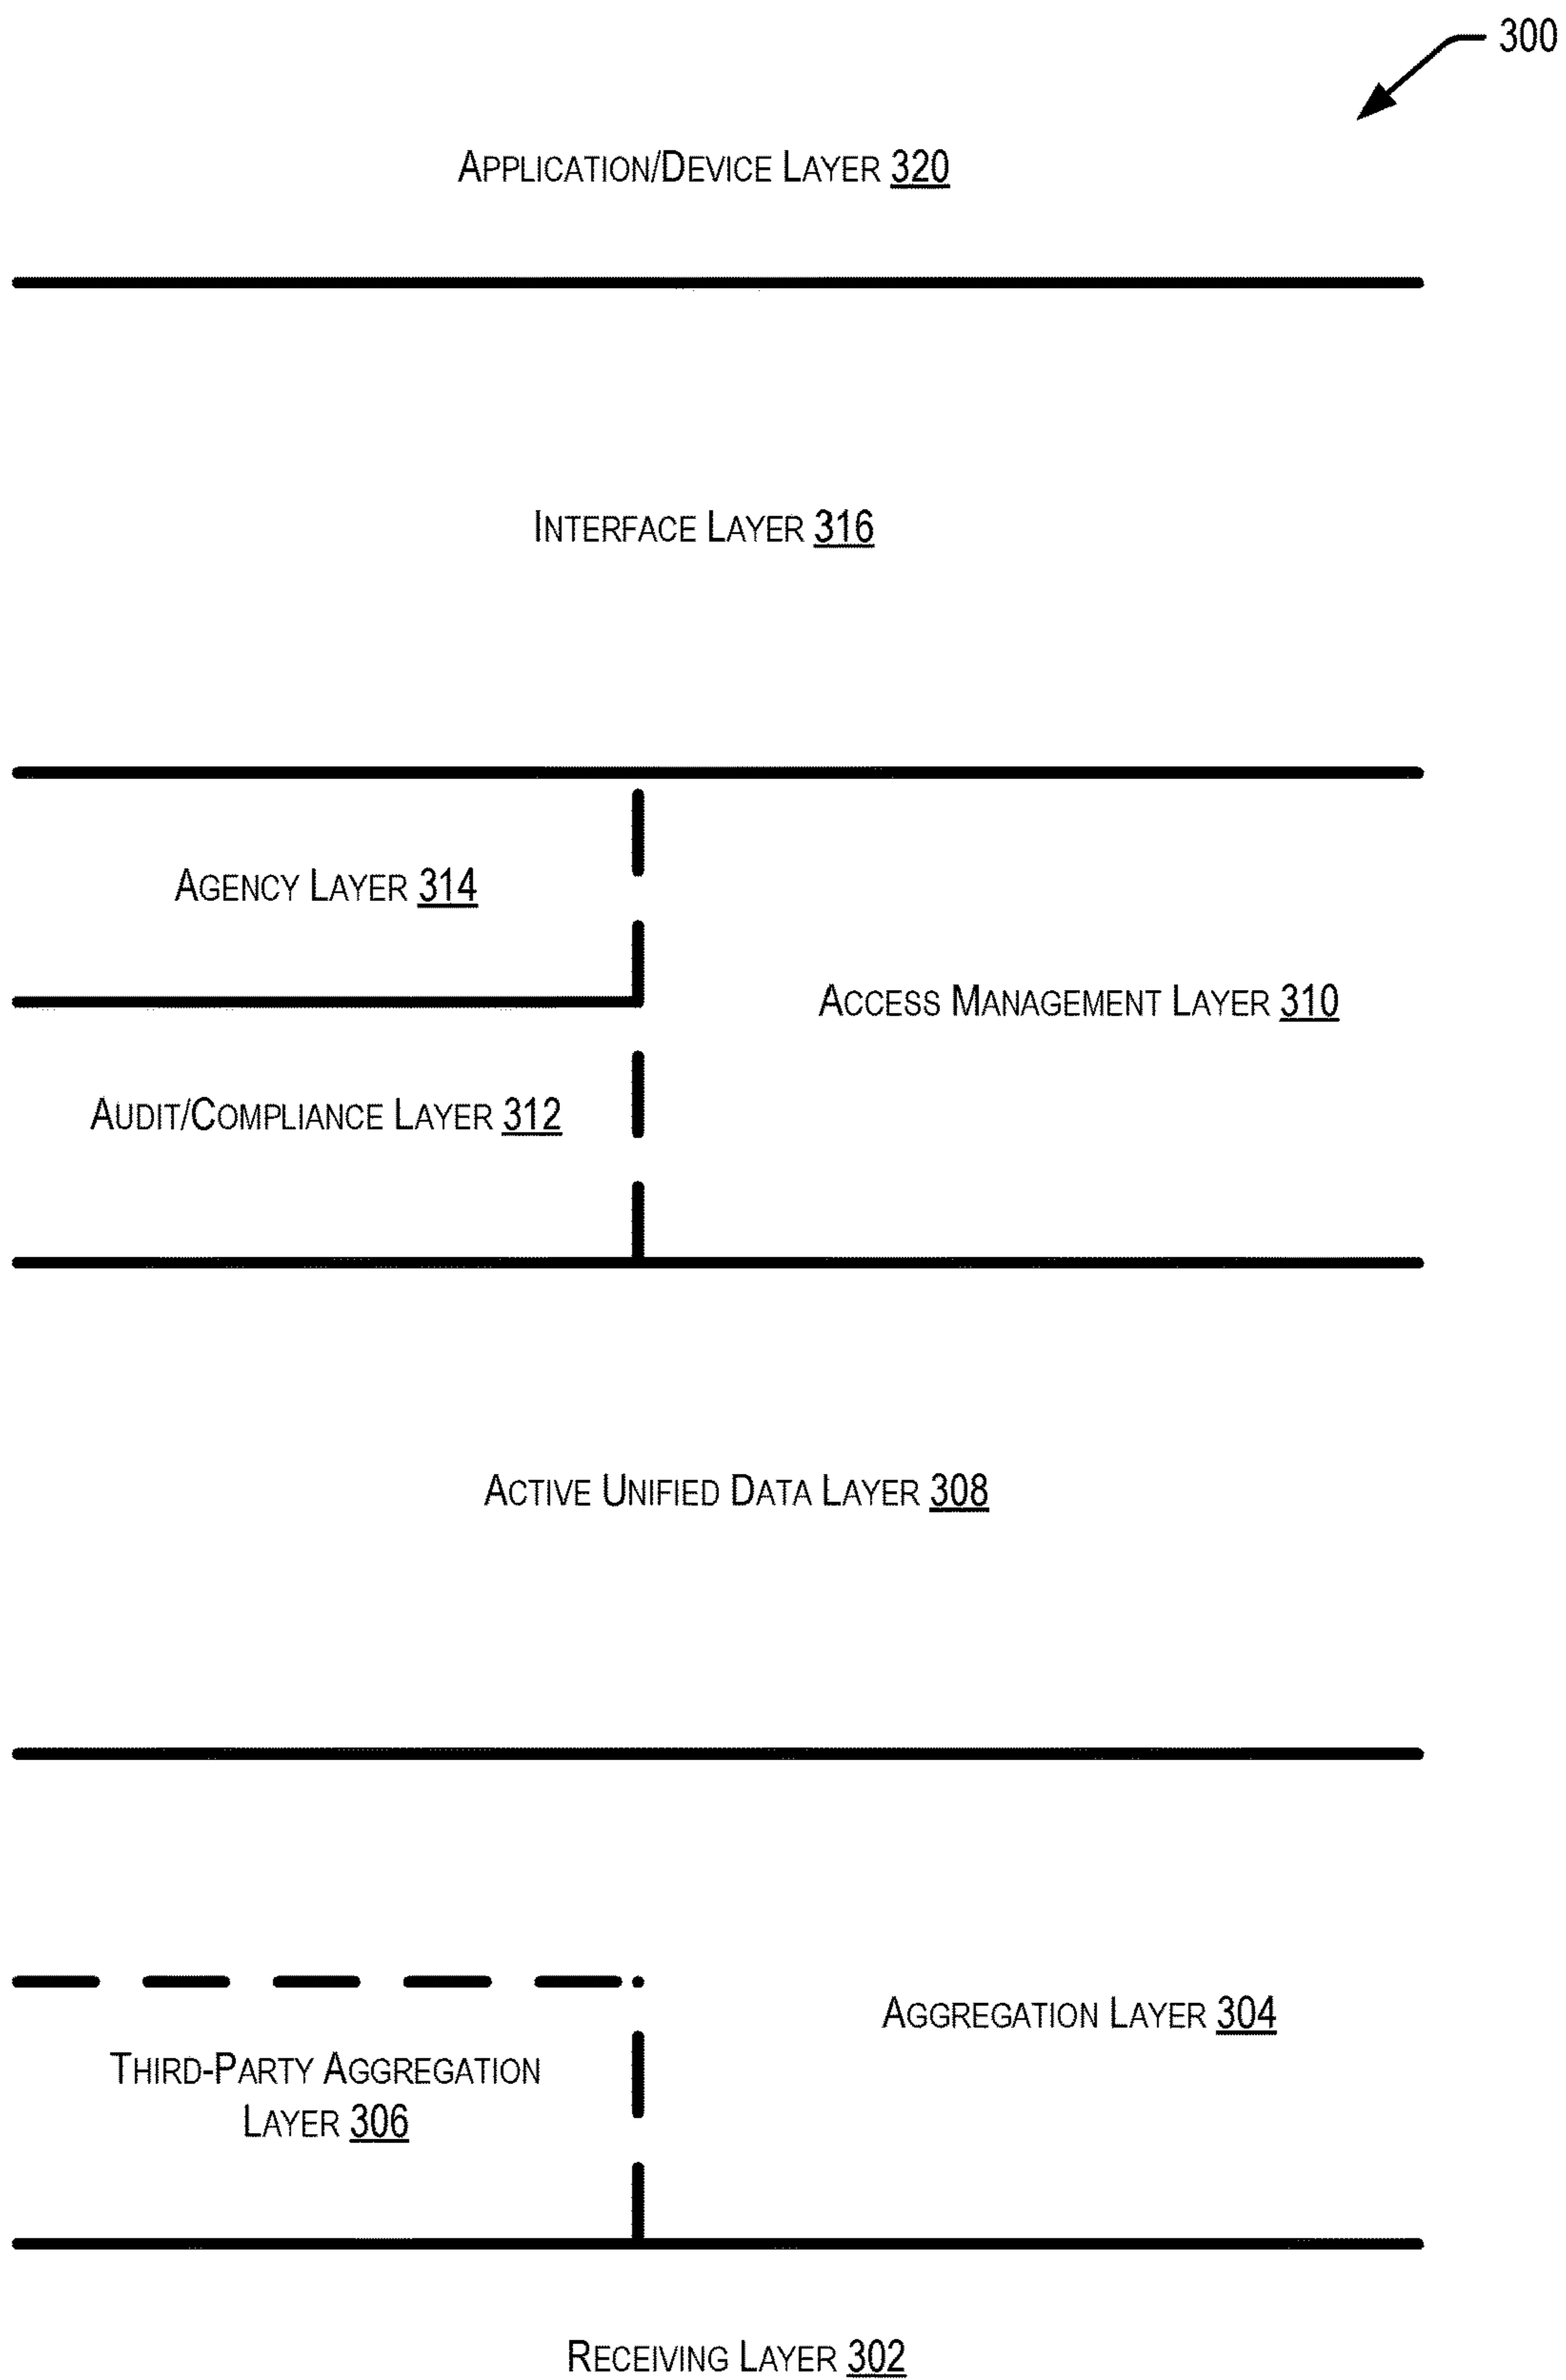 300
APPLICATION/DEVICE LAYER 320
INTERFACE LAYER 316
AGENCY LAYER 314
ACCESS MANAGEMENT LAYER 310
AUDIT/COMPLIANCE LAYER 312
ACTIVE UNIFIED DATA LAYER 308
AGGREGATION LAYER 304
THIRD-PARTY AGGREGATION
LAYER 306
RECEIVING LAYER 302